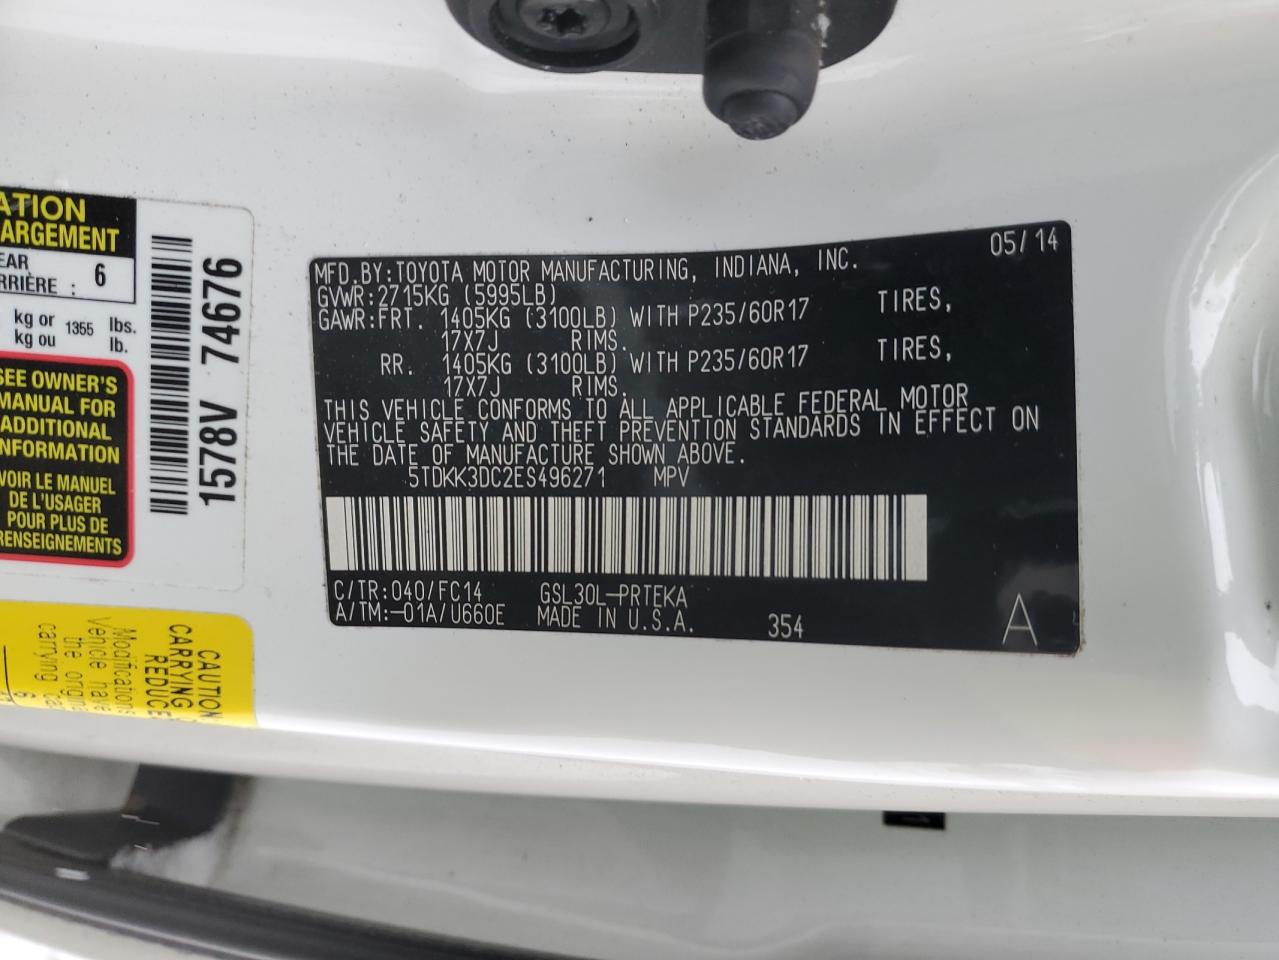 ATION
ARGEMENT
EAR
RRIÈRE : 6
kg or 1355 lbs.
kg ou lb.
SEE OWNER'S
MANUAL FOR
ADDITIONAL
INFORMATION
VOIR LE MANUEL
DE L'USAGER
POUR PLUS DE
RENSEIGNEMENTS
1578V 74676
CAUTION
CARRYING
REDUCE
Modifications
vehicle have
the origina
carrying ca
05/14
MFD.BY:TOYOTA MOTOR MANUFACTURING, INDIANA, INC.
GVWR:2715KG (5995LB)
GAWR:FRT. 1405KG (3100LB) WITH P235/60R17 TIRES,
17X7J RIMS.
RR. 1405KG (3100LB) WITH P235/60R17 TIRES,
17X7J RIMS.
THIS VEHICLE CONFORMS TO ALL APPLICABLE FEDERAL MOTOR
VEHICLE SAFETY AND THEFT PREVENTION STANDARDS IN EFFECT ON
THE DATE OF MANUFACTURE SHOWN ABOVE.
5TDKK3DC2ES496271 MPV
C/TR:040/FC14 GSL30L-PRTEKA
A/TM:-01A/U660E MADE IN U.S.A. 354 A